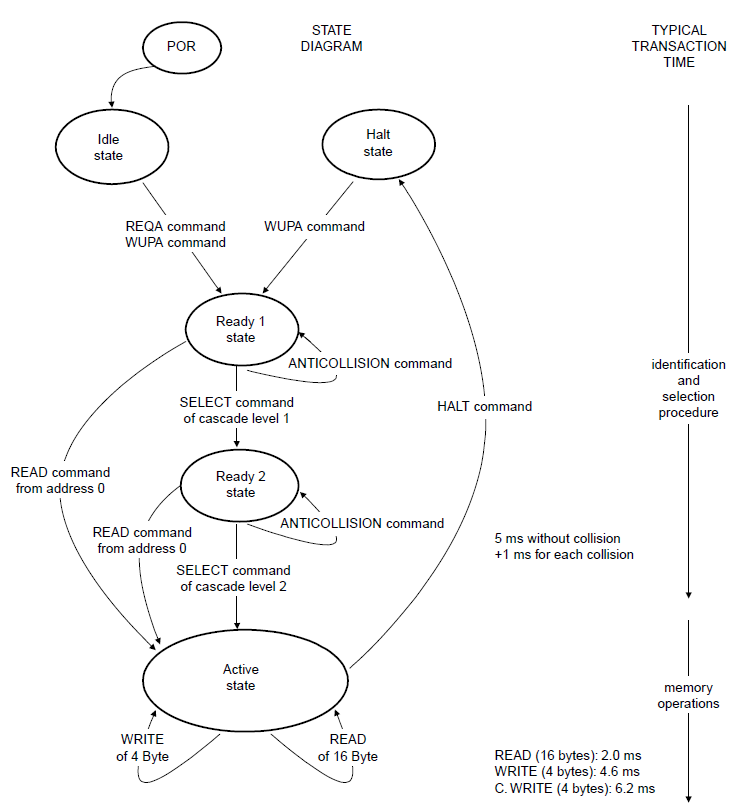 POR
STATE
DIAGRAM
TYPICAL
TRANSACTION
TIME
Idle
state
Halt
state
REQA command
WUPA command
WUPA command
Ready 1
state
ANTICOLLISION command
identification
and
selection
procedure
SELECT command
of cascade level 1
HALT command
READ command
from address 0
Ready 2
state
ANTICOLLISION command
READ command
from address 0
5 ms without collision
+1 ms for each collision
SELECT command
of cascade level 2
Active
state
memory
operations
WRITE
of 4 Byte
READ
of 16 Byte
READ (16 bytes): 2.0 ms
WRITE (4 bytes): 4.6 ms
C. WRITE (4 bytes): 6.2 ms